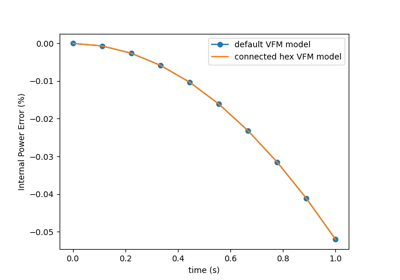 default VFM model
connected hex VFM model
0.00
−0.01
−0.02
−0.03
−0.04
−0.05
Internal Power Error (%)
0.0 0.2 0.4 0.6 0.8 1.0
time (s)